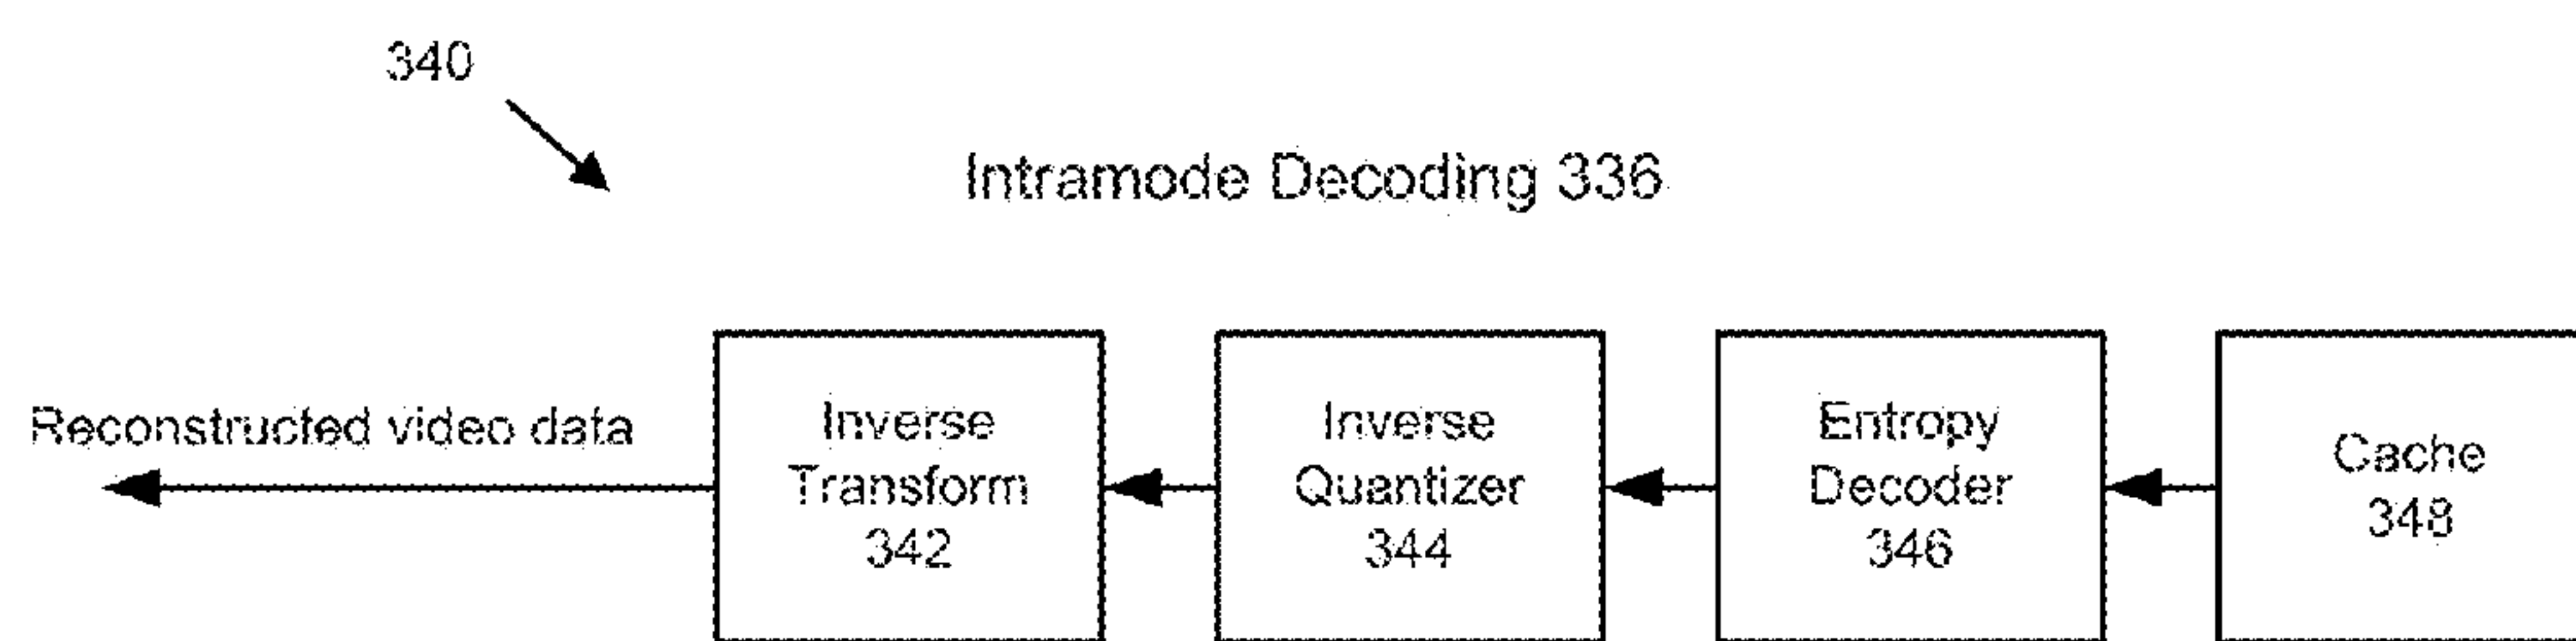 340
Intramode Decoding 336
Reconstructed video data
Inverse
Transform
342
Inverse
Quantizer
344
Entropy
Decoder
346
Cache
348